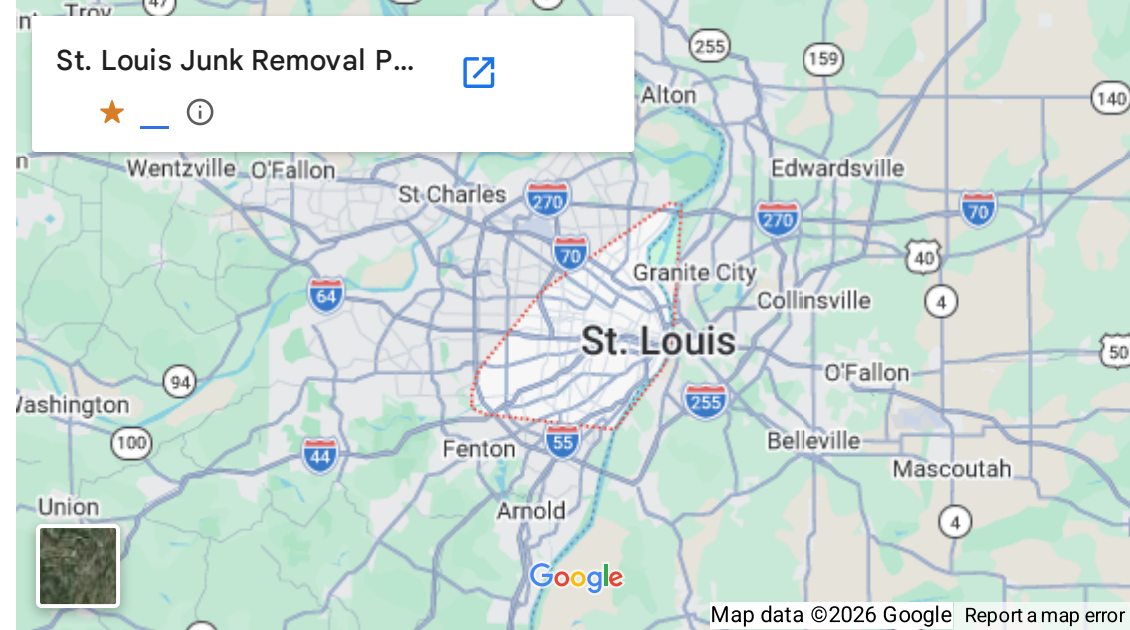 47
Troy
St. Louis Junk Removal P...
255
159
Alton
140
Wentzville
O'Fallon
Edwardsville
St Charles
270
270
70
70
40
Granite City
64
Collinsville
4
St. Louis
50
94
O'Fallon
255
Washington
100
55
Belleville
Fenton
44
Mascoutah
Union
Arnold
4
Google
Map data ©2026 Google
Report a map error